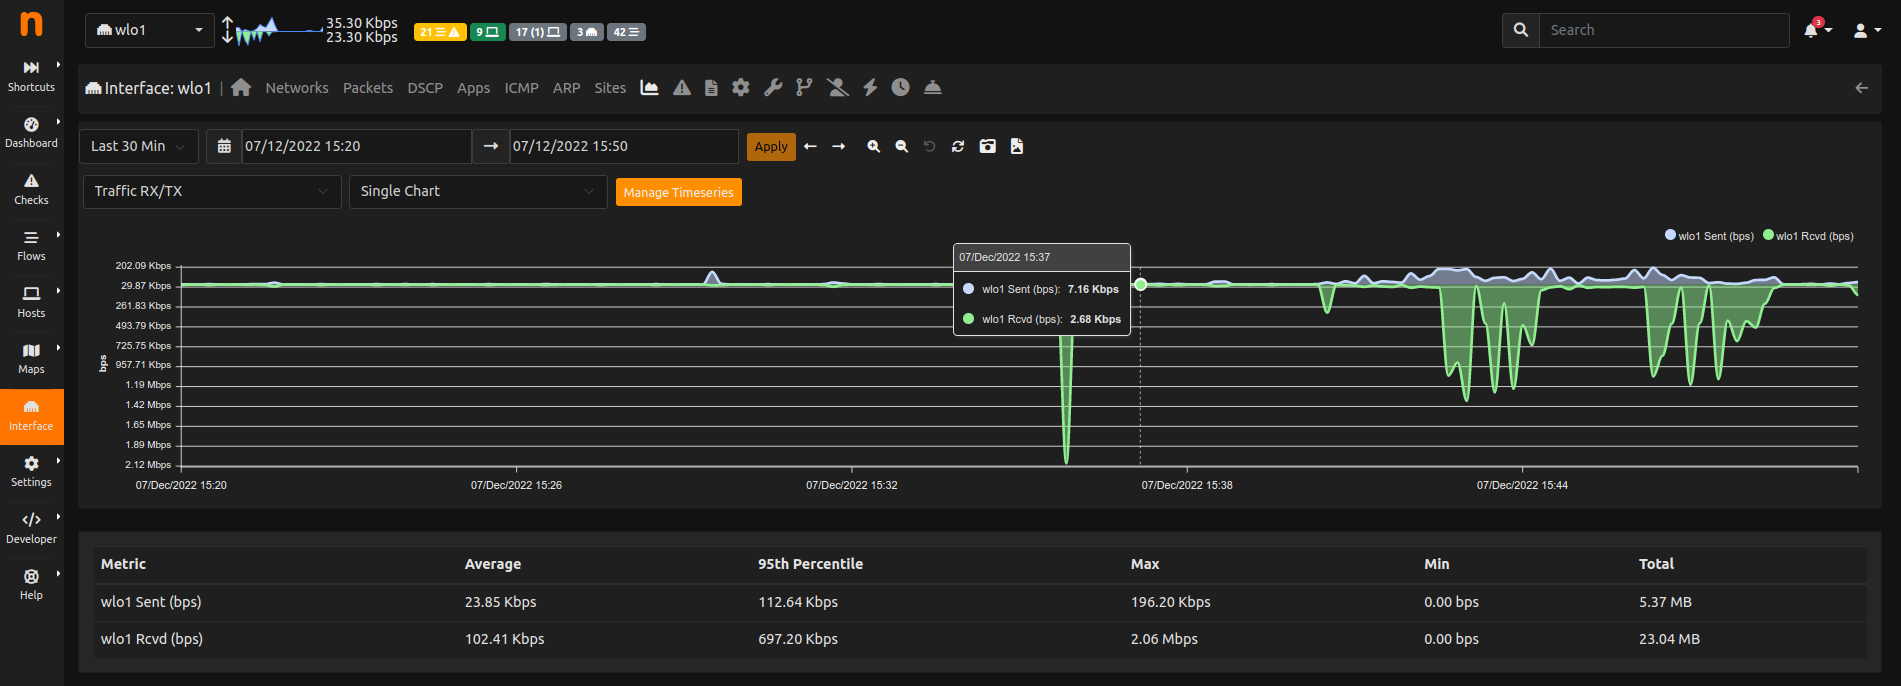 n
wlo1
35.30 Kbps
23.30 Kbps
21
9
17 (1)
3
42
Search
3
Shortcuts
Dashboard
Checks
Flows
Hosts
Maps
Interface
Settings
Developer
Help
Interface: wlo1 | Networks Packets DSCP Apps ICMP ARP Sites
Last 30 Min 07/12/2022 15:20 07/12/2022 15:50 Apply
Traffic RX/TX Single Chart Manage Timeseries
wlo1 Sent (bps) wlo1 Rcvd (bps)
07/Dec/2022 15:37
wlo1 Sent (bps): 7.16 Kbps
wlo1 Rcvd (bps): 2.68 Kbps
bps
202.09 Kbps
29.87 Kbps
261.83 Kbps
493.79 Kbps
725.75 Kbps
957.71 Kbps
1.19 Mbps
1.42 Mbps
1.65 Mbps
1.89 Mbps
2.12 Mbps
07/Dec/2022 15:20 07/Dec/2022 15:26 07/Dec/2022 15:32 07/Dec/2022 15:38 07/Dec/2022 15:44
Metric Average 95th Percentile Max Min Total
wlo1 Sent (bps) 23.85 Kbps 112.64 Kbps 196.20 Kbps 0.00 bps 5.37 MB
wlo1 Rcvd (bps) 102.41 Kbps 697.20 Kbps 2.06 Mbps 0.00 bps 23.04 MB